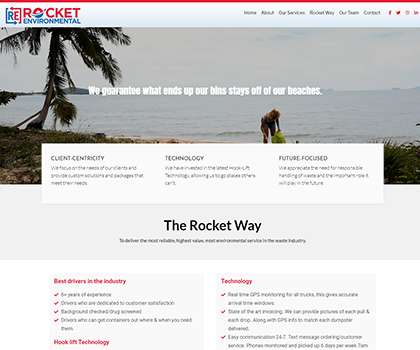 [RE] ROCKET
ENVIRONMENTAL
Home About Our Services Rocket Way Our Team Contact
We guarantee what ends up our bins stays off of our beaches.
CLIENT-CENTRICITY
We focus on the needs of our clients and
provide custom solutions and packages that
meet their needs.
TECHNOLOGY
We have invested in the latest Hook-Lift
Technology, allowing us to go places others
can't.
FUTURE-FOCUSED
We appreciate the need for responsible
handling of waste and the important role it
will play in the future.
The Rocket Way
To deliver the most reliable, highest value, most environmental service in the waste industry.
Best drivers in the industry
6+ years of experience
Drivers who are dedicated to customer satisfaction
Background checked/drug screened
Drivers who can get containers out where & when you
need them.
Hook lift Technology
Technology
Real time GPS monitoring for all trucks, this gives accurate
arrival time windows.
State of the art invoicing. We can provide pictures of each pull &
each drop. Along with GPS info to match each dumpster
delivered.
Easy communication 24-7. Text message ordering/customer
service. Phones monitored and picked up 6 days per week 7am